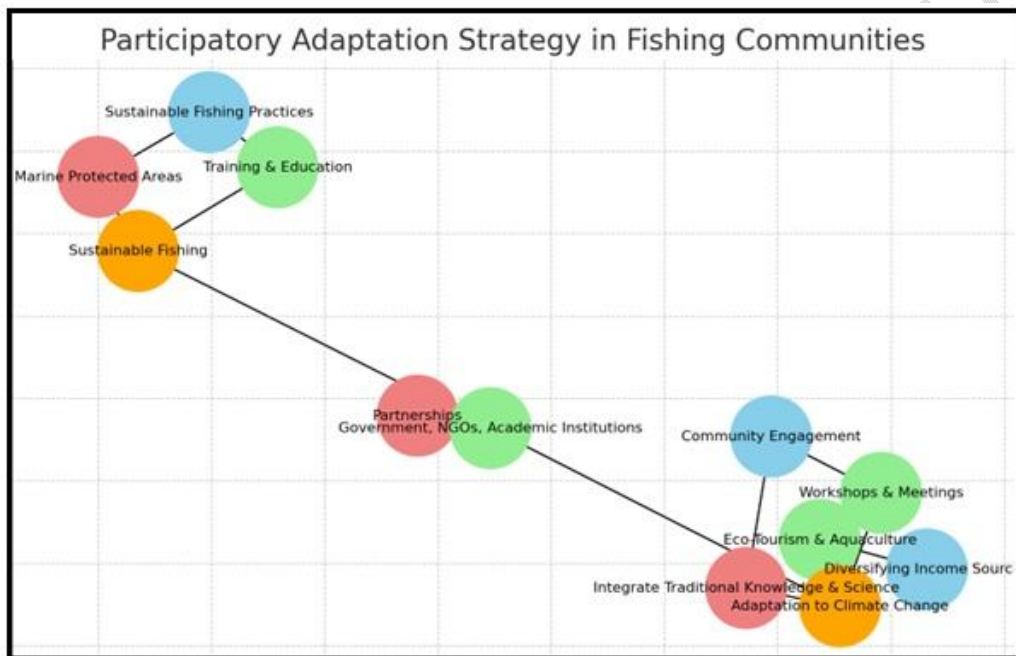 Participatory Adaptation Strategy in Fishing Communities
Sustainable Fishing Practices
Training & Education
Marine Protected Areas
Sustainable Fishing
Partnerships
Government, NGOs, Academic Institutions
Community Engagement
Workshops & Meetings
Eco-Tourism & Aquaculture
Diversifying Income Sourc
Integrate Traditional Knowledge & Science
Adaptation to Climate Change